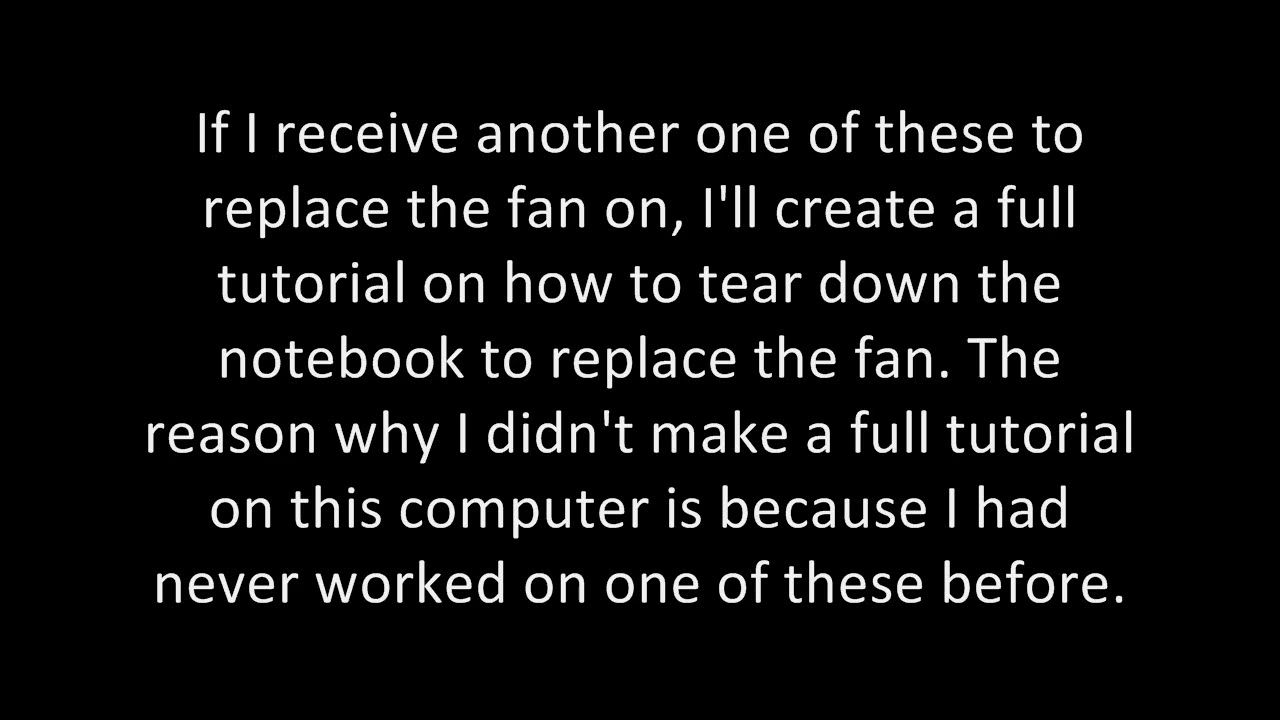 If I receive another one of these to
replace the fan on, I'll create a full
tutorial on how to tear down the
notebook to replace the fan. The
reason why I didn't make a full tutorial
on this computer is because I had
never worked on one of these before.